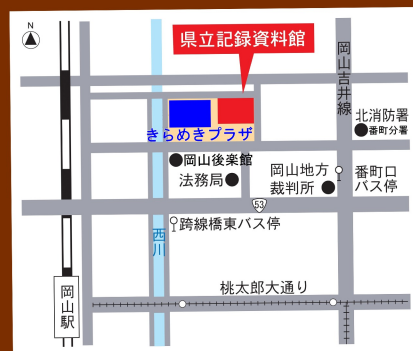 N
県立記録資料館
岡山吉井線
北消防署
番町分署
きらめきプラザ
岡山後楽館
法務局
岡山地方
裁判所
番町口
バス停
53
跨線橋東バス停
西川
桃太郎大通り
岡山駅